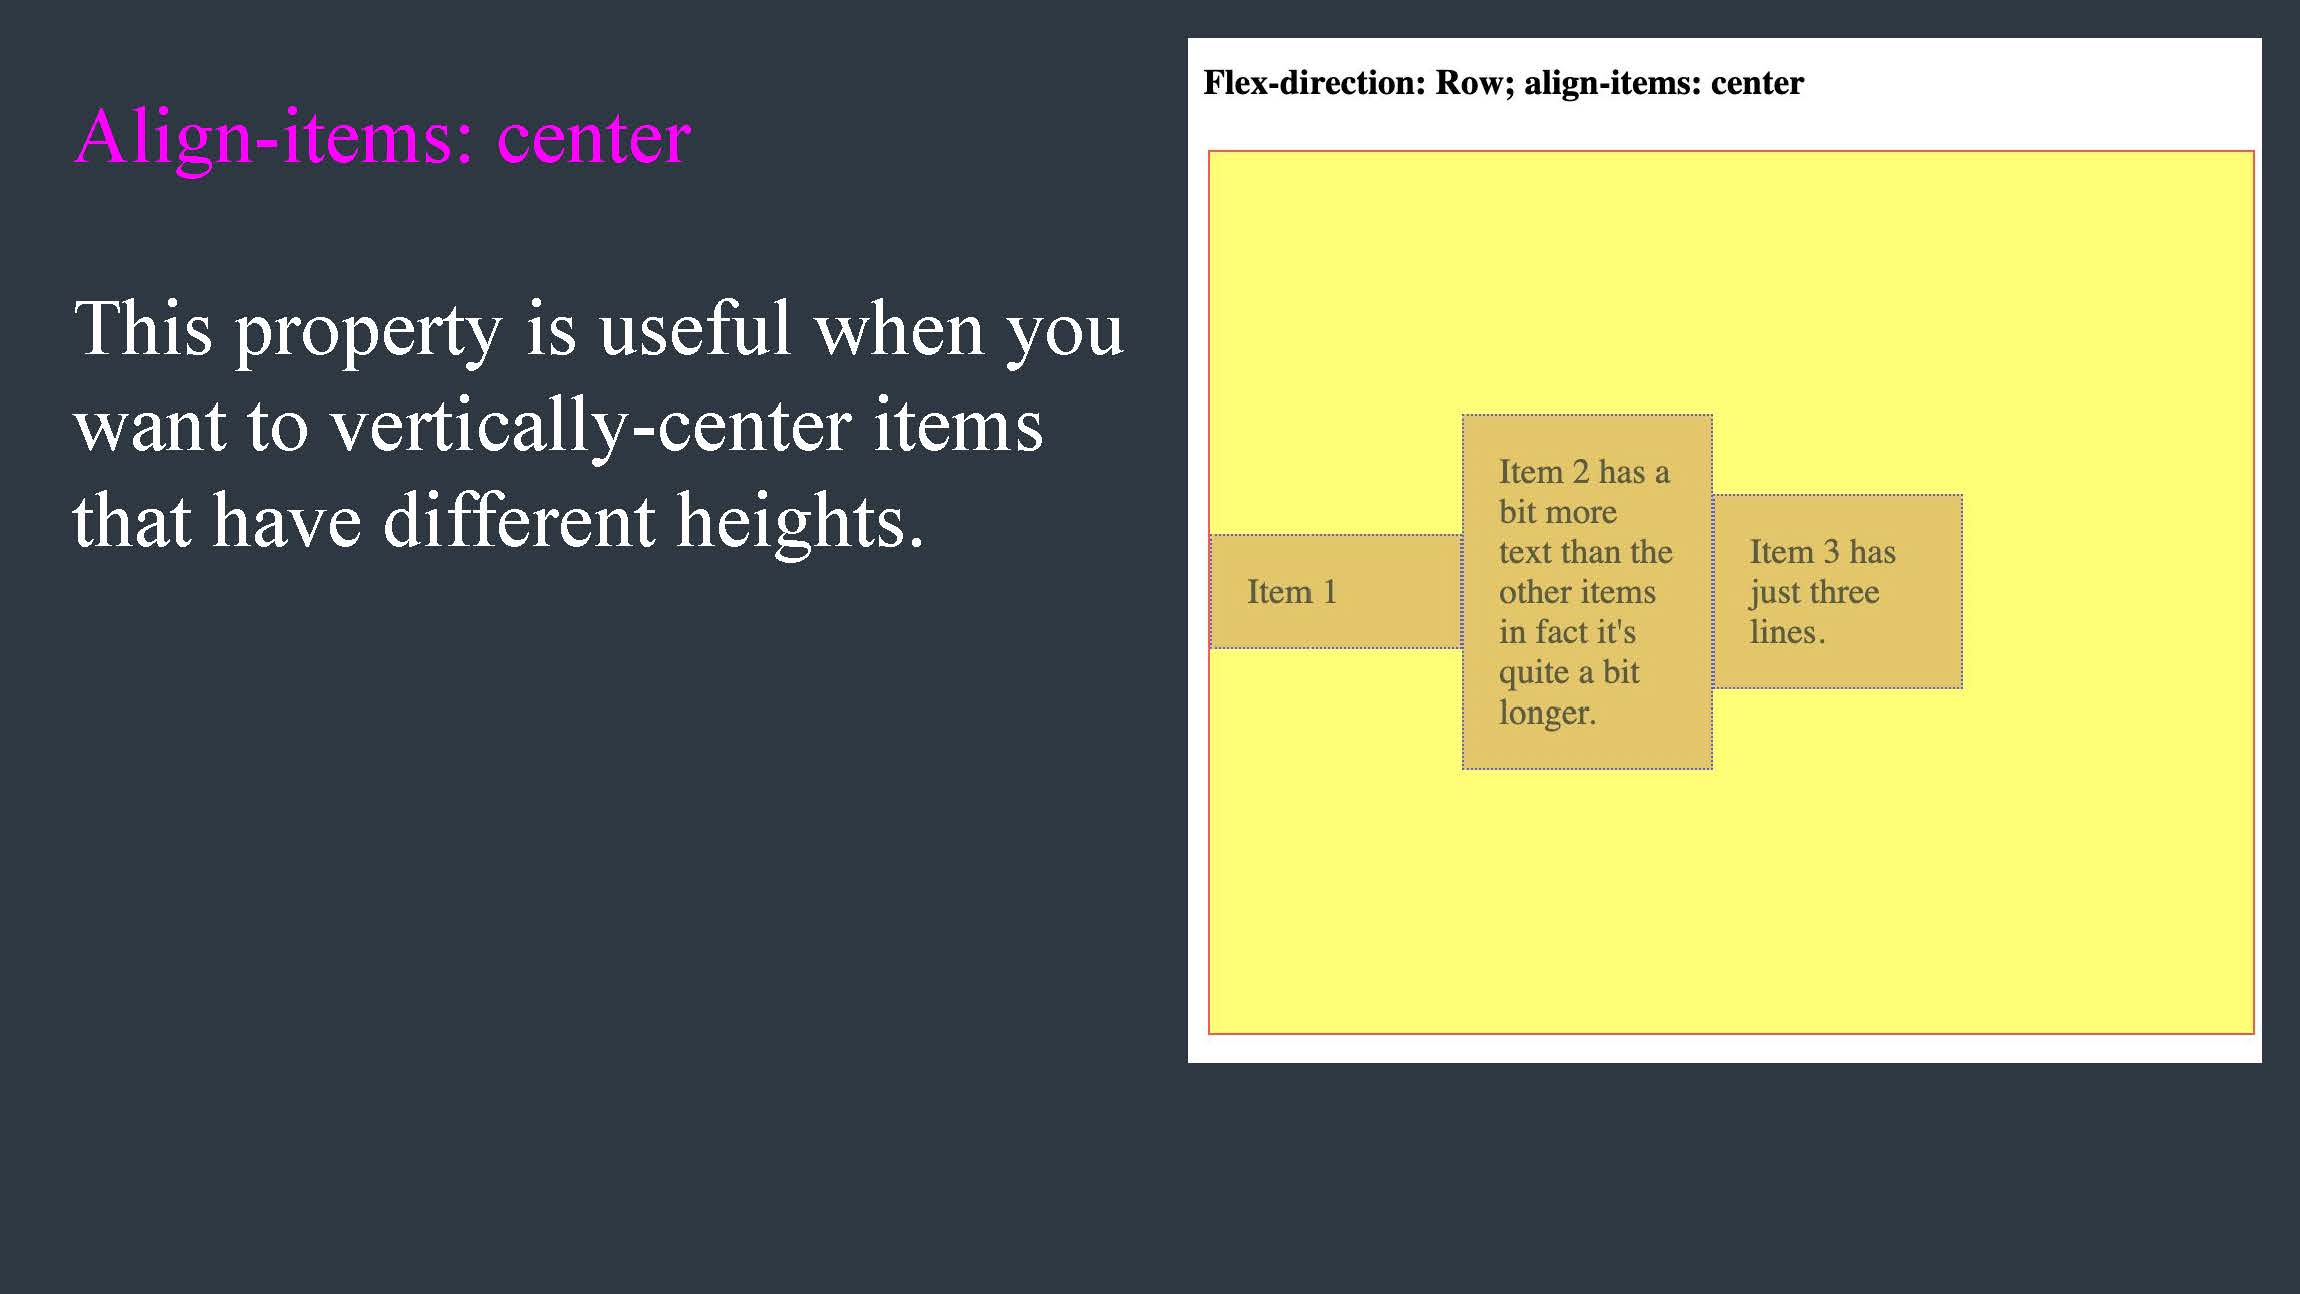 Align-items: center
This property is useful when you
want to vertically-center items
that have different heights.
Flex-direction: Row; align-items: center
Item 1
Item 2 has a
bit more
text than the
other items
in fact it's
quite a bit
longer.
Item 3 has
just three
lines.